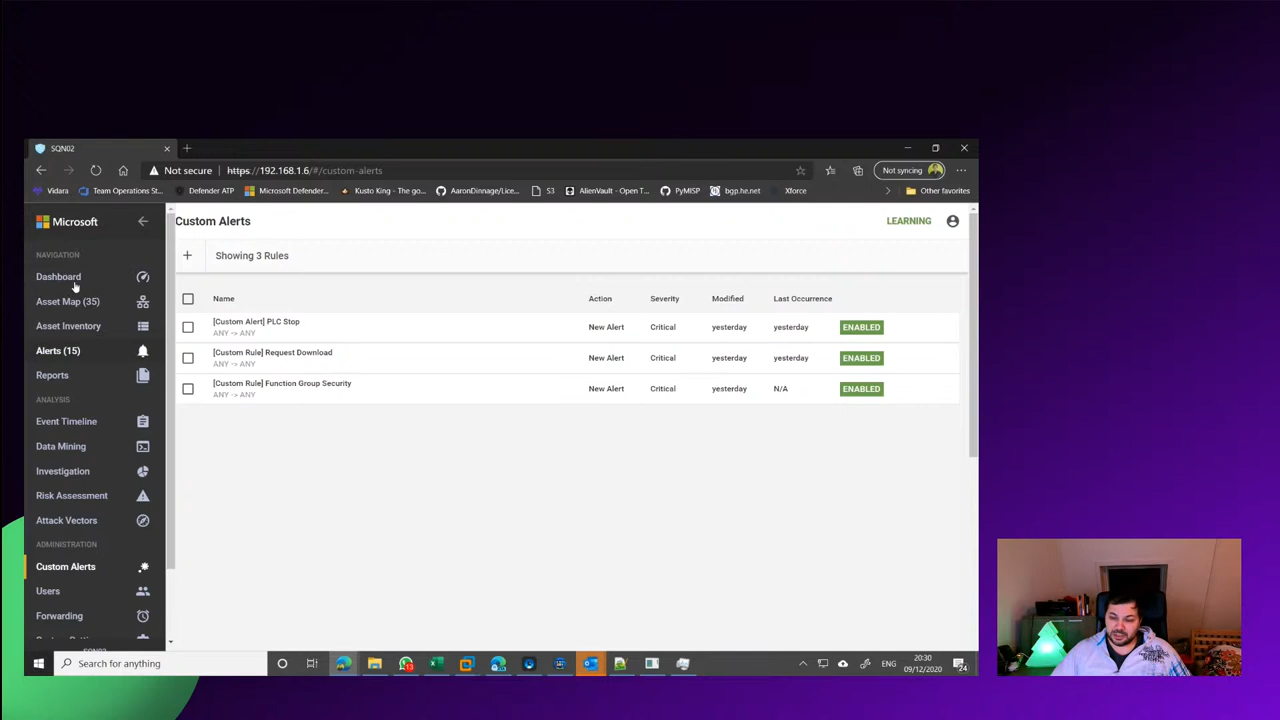 SQN02
Not secure https://192.168.1.6/#/custom-alerts Not syncing
Vidara Team Operations St... Defender ATP Microsoft Defender... Kusto King - The go... AaronDinnage/Lice... S3 AlienVault - Open T... PyMISP bgp.he.net Xforce Other favorites
Microsoft
Custom Alerts
LEARNING
NAVIGATION
Dashboard
Asset Map (35)
Asset Inventory
Alerts (15)
Reports
ANALYSIS
Event Timeline
Data Mining
Investigation
Risk Assessment
Attack Vectors
ADMINISTRATION
Custom Alerts
Users
Forwarding
SQN02
Showing 3 Rules
Name Action Severity Modified Last Occurrence
[Custom Alert] PLC Stop New Alert Critical yesterday yesterday ENABLED
ANY -> ANY
[Custom Rule] Request Download New Alert Critical yesterday yesterday ENABLED
ANY -> ANY
[Custom Rule] Function Group Security New Alert Critical yesterday N/A ENABLED
ANY -> ANY
Search for anything
13
ENG
20:30
09/12/2020
24